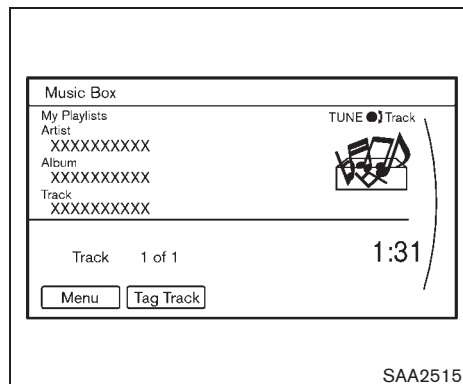 Music Box
My Playlists
TUNE Track
Artist
XXXXXXXXXX
Album
XXXXXXXXXX
Track
XXXXXXXXXX
Track 1 of 1
1:31
Menu Tag Track
SAA2515